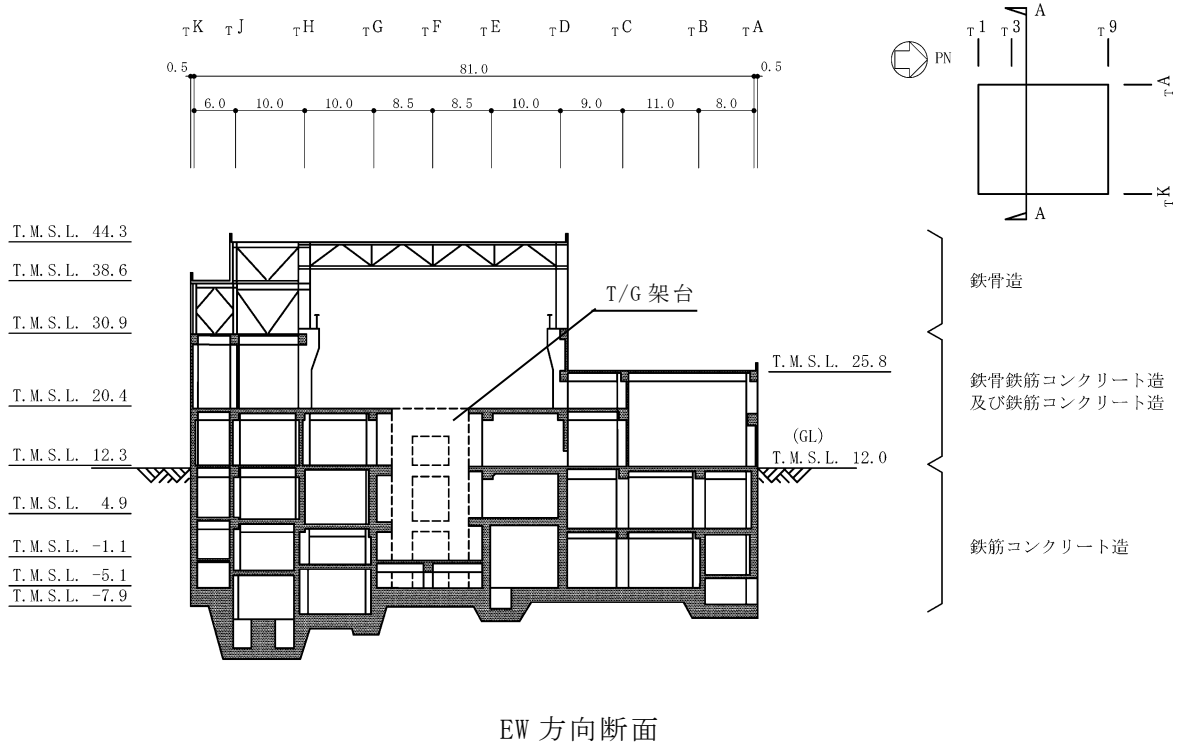 TK TJ TH TG TF TE TD TC TB TA
0.5 81.0 0.5
6.0 10.0 10.0 8.5 8.5 10.0 9.0 11.0 8.0
A
T1 T3 T9
PN
TA
TK
A
T.M.S.L. 44.3
T.M.S.L. 38.6
T.M.S.L. 30.9
T.M.S.L. 20.4
T.M.S.L. 12.3
T.M.S.L. 4.9
T.M.S.L. -1.1
T.M.S.L. -5.1
T.M.S.L. -7.9
T/G 架台
T.M.S.L. 25.8
(GL)
T.M.S.L. 12.0
鉄骨造
鉄骨鉄筋コンクリート造
及び鉄筋コンクリート造
鉄筋コンクリート造
EW 方向断面